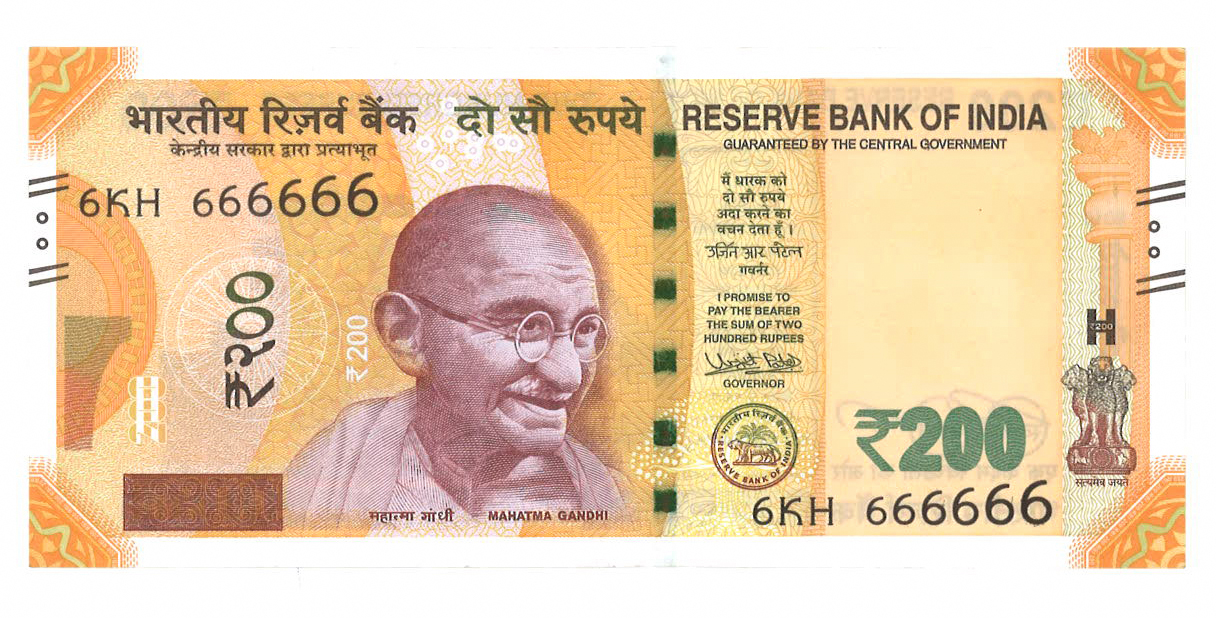 भारतीय रिज़र्व बैंक दो सौ रुपये
केन्द्रीय सरकार द्वारा प्रत्याभूत
6KH 666666
₹२००
₹200
महात्मा गांधी MAHATMA GANDHI
RESERVE BANK OF INDIA
GUARANTEED BY THE CENTRAL GOVERNMENT
मैं धारक को
दो सौ रुपये
अदा करने का
वचन देता हूँ ।
उर्जित आर पटेल
गवर्नर
I PROMISE TO
PAY THE BEARER
THE SUM OF TWO
HUNDRED RUPEES
GOVERNOR
भारतीय रिज़र्व बैंक
RESERVE BANK OF INDIA
₹200
H
₹200
सत्यमेव जयते
6KH 666666